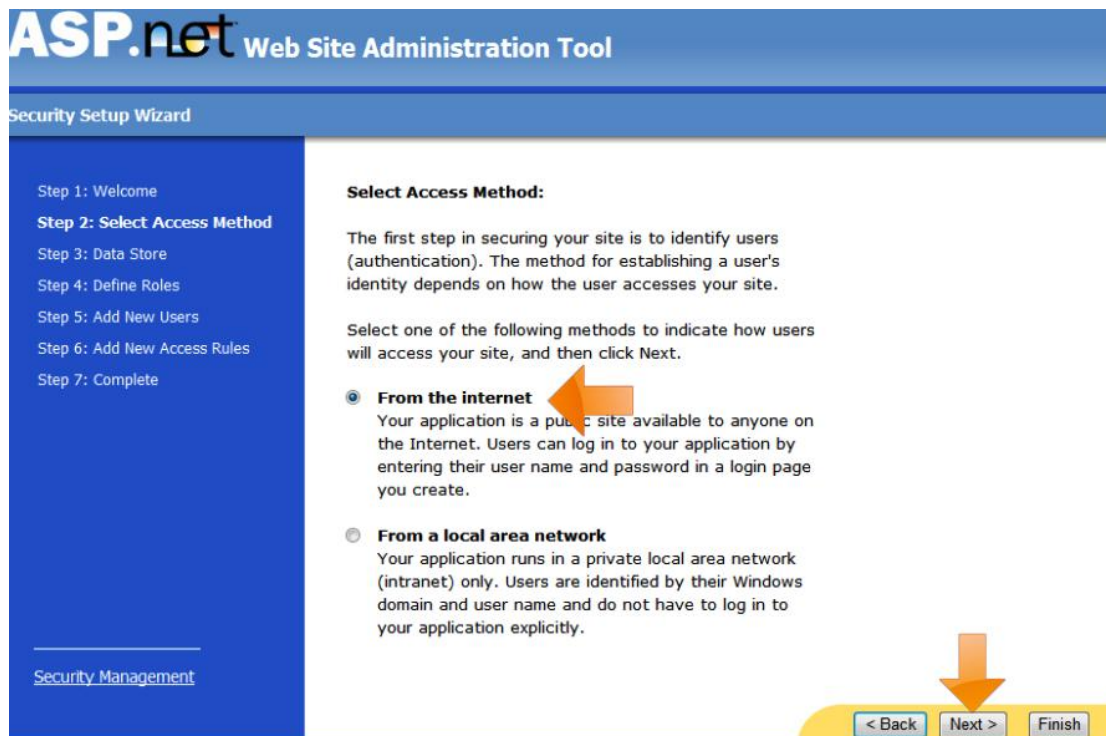 ASP.net Web Site Administration Tool
Security Setup Wizard
Step 1: Welcome
Step 2: Select Access Method
Step 3: Data Store
Step 4: Define Roles
Step 5: Add New Users
Step 6: Add New Access Rules
Step 7: Complete
Security Management
Select Access Method:
The first step in securing your site is to identify users
(authentication). The method for establishing a user's
identity depends on how the user accesses your site.
Select one of the following methods to indicate how users
will access your site, and then click Next.
From the internet
Your application is a public site available to anyone on
the Internet. Users can log in to your application by
entering their user name and password in a login page
you create.
From a local area network
Your application runs in a private local area network
(intranet) only. Users are identified by their Windows
domain and user name and do not have to log in to
your application explicitly.
< Back Next > Finish